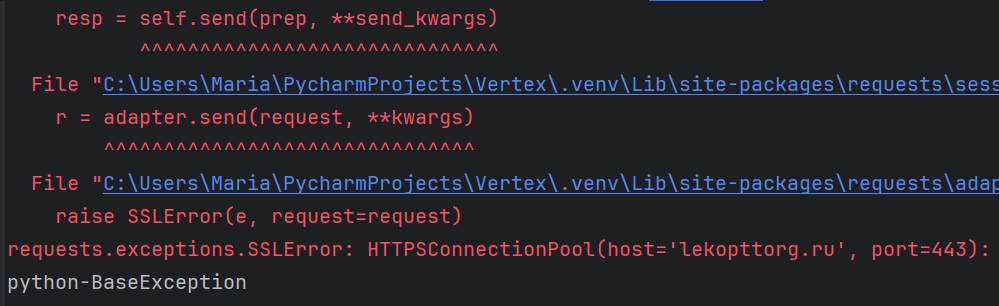 resp = self.send(prep, **send_kwargs)
^^^^^^^^^^^^^^^^^^^^^^^^^^^^^^
File "C:\Users\Maria\PycharmProjects\Vertex\.venv\Lib\site-packages\requests\sess
r = adapter.send(request, **kwargs)
^^^^^^^^^^^^^^^^^^^^^^^^^^^^^^^
File "C:\Users\Maria\PycharmProjects\Vertex\.venv\Lib\site-packages\requests\adap
raise SSLError(e, request=request)
requests.exceptions.SSLError: HTTPSConnectionPool(host='lekopttorg.ru', port=443):
python-BaseException